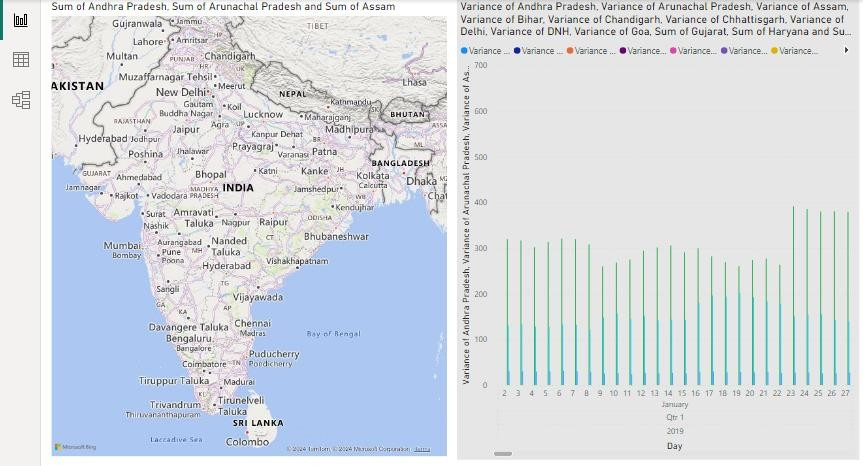 Sum of Andhra Pradesh, Sum of Arunachal Pradesh and Sum of Assam
TIBET
Jammu
Gujranwala
Lahore
Amritsar
Multan
PUNJAB
HR
Chandigarh
Muzaffarnagar Tehsil
AKISTAN
Meerut
New Delhi
Lhasa
NEPAL
Kathmandu
Gautam
Buddha Nagar
Koil
Lucknow
Maharajganj
SK
BHUTAN
RAJASTHAN
Agra
UP
Hyderabad
Jodhpur
Jaipur
Kanpur Dehat
Madhipura
ASSA
BR
Patna
ML
Poshina
Jhalawar
Prayagraj
Varanasi
BANGLADESH
GUJARAT
Ahmedabad
Bhopal
Katni
Kanke
JH
Kolkata
Calcutta
Dhaka
MZ
Jamnagar
Rajkot
Vadodara
MADHYA
PRADESH
INDIA
Jamshedpur
WB
Chat
Kendujhar
Surat
Amravati
Taluka
Nagpur
Raipur
ODISHA
Nashik
CT
Bhubaneshwar
Mumbai
Bombay
Aurangabad
Pune
Poona
MH
Nanded
Taluka
Hyderabad
Vishakhapatnam
Sangli
TG
Vijayawada
GA
KA
AP
Davangere Taluka
Chennai
Madras
Bengaluru
Bangalore
Bay of Bengal
Puducherry
Podicherry
Coimbatore
TN
Tiruppur Taluka
Madurai
KL
Trivandrum
Thiruvananthapuram
Tirunelveli
Taluka
SRI LANKA
Laccadive Sea
Colombo
Microsoft Bing
© 2024 TomTom, © 2024 Microsoft Corporation Terms
Variance of Andhra Pradesh, Variance of Arunachal Pradesh, Variance of Assam,
Variance of Bihar, Variance of Chandigarh, Variance of Chhattisgarh, Variance of
Delhi, Variance of DNH, Variance of Goa, Sum of Gujarat, Sum of Haryana and Su...
Variance ... Variance ... Variance ... Variance ... Variance ... Variance ... Variance...
Variance of Andhra Pradesh, Variance of Arunachal Pradesh, Variance of As...
700
600
500
400
300
200
100
0
2 3 4 5 6 7 8 9 10 11 12 13 14 15 16 17 18 19 20 21 22 23 24 25 26 27
January
Qtr 1
2019
Day